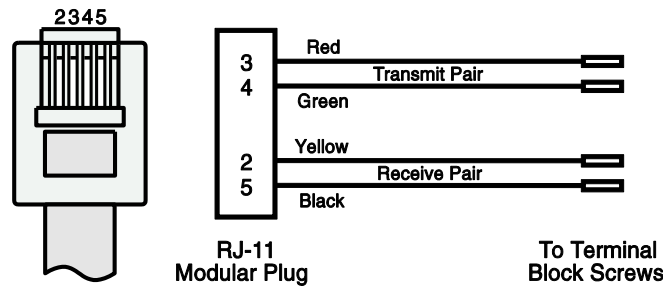 2345
3
Red
Transmit Pair
4
Green
2
Yellow
Receive Pair
5
Black
RJ-11
Modular Plug
To Terminal
Block Screws